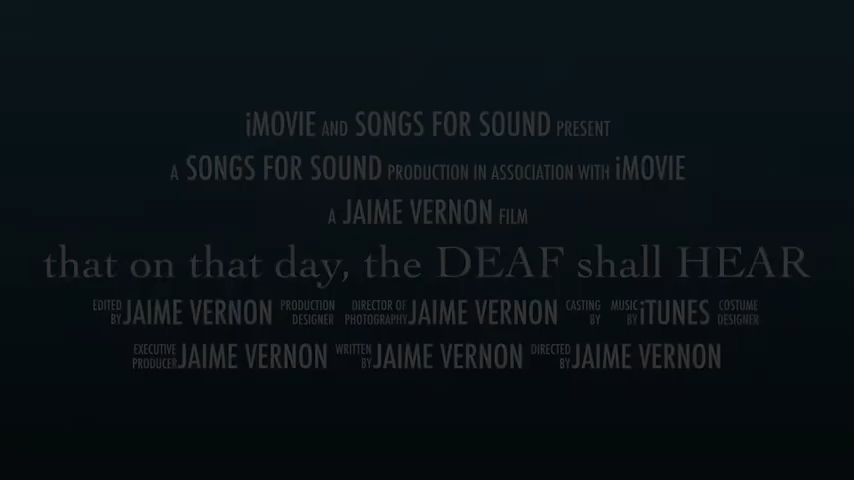 iMOVIE AND SONGS FOR SOUND PRESENT
A SONGS FOR SOUND PRODUCTION IN ASSOCIATION WITH iMOVIE
A JAIME VERNON FILM
that on that day, the DEAF shall HEAR
EDITED BY JAIME VERNON PRODUCTION DESIGNER DIRECTOR OF PHOTOGRAPHY JAIME VERNON CASTING BY MUSIC BY iTUNES COSTUME DESIGNER
EXECUTIVE PRODUCER JAIME VERNON WRITTEN BY JAIME VERNON DIRECTED BY JAIME VERNON